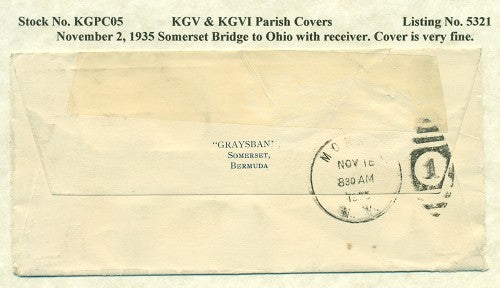 Stock No. KGPC05 KGV & KGVI Parish Covers Listing No. 5321
November 2, 1935 Somerset Bridge to Ohio with receiver. Cover is very fine.
"GRAYSBAN",
SOMERSET,
BERMUDA
NOV 16
830 AM
1